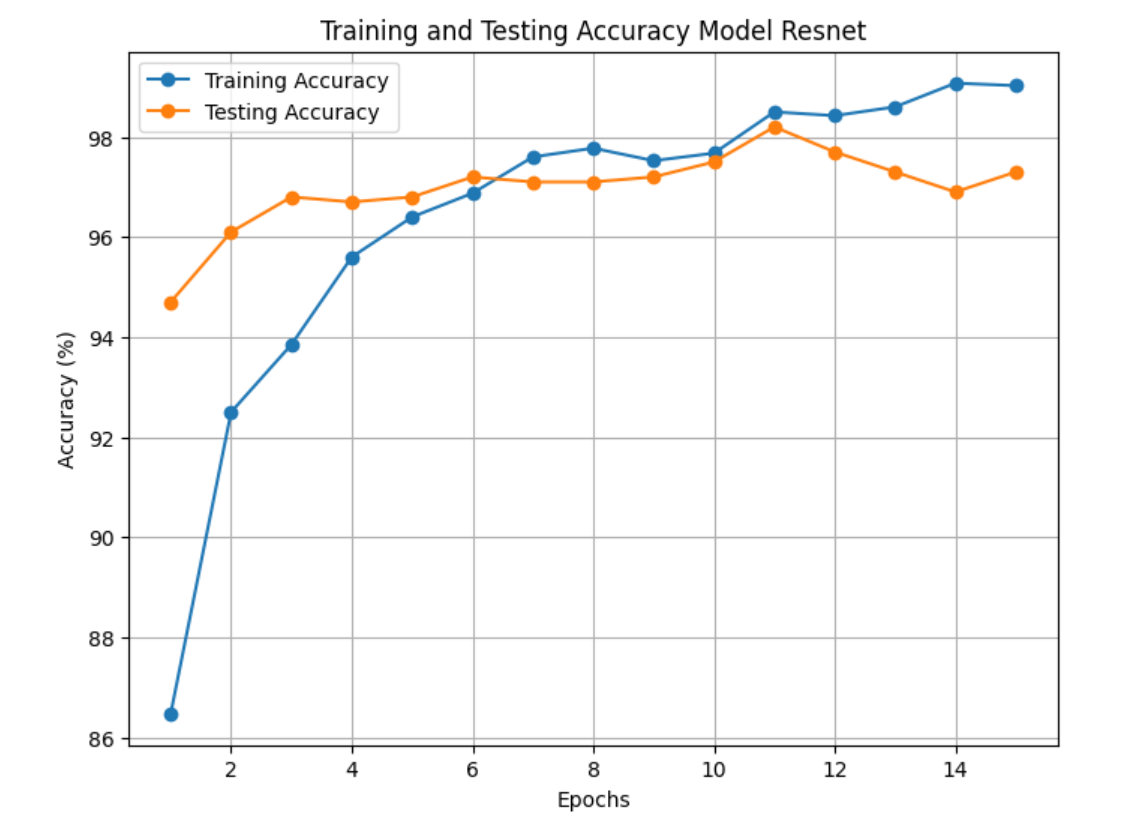 Training and Testing Accuracy Model Resnet
Training Accuracy
Testing Accuracy
98
96
94
92
90
88
86
Accuracy (%)
2 4 6 8 10 12 14
Epochs